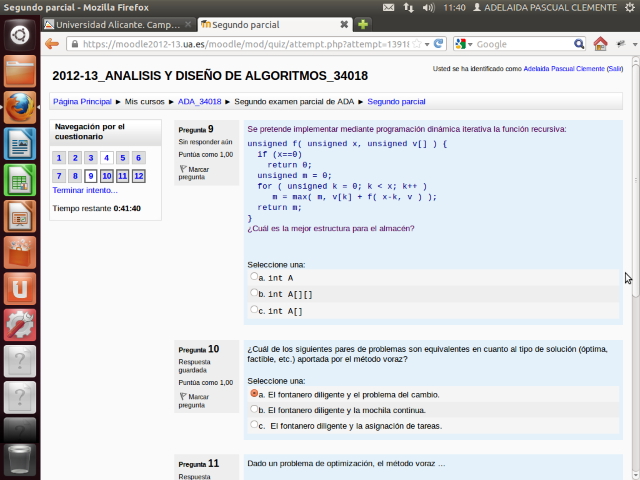 Segundo parcial - Mozilla Firefox
11:40 ADELAIDA PASCUAL CLEMENTE
Universidad Alicante. Camp...
Segundo parcial
https://moodle2012-13.ua.es/moodle/mod/quiz/attempt.php?attempt=13918
Google
2012-13_ANALISIS Y DISEÑO DE ALGORITMOS_34018
Usted se ha identificado como Adelaida Pascual Clemente (Salir)
Página Principal ► Mis cursos ► ADA_34018 ► Segundo examen parcial de ADA ► Segundo parcial
Navegación por el
cuestionario
1 2 3 4 5 6
7 8 9 10 11 12
Terminar intento...
Tiempo restante 0:41:40
Pregunta 9
Sin responder aún
Puntúa como 1,00
Marcar
pregunta
Se pretende implementar mediante programación dinámica iterativa la función recursiva:
unsigned f( unsigned x, unsigned v[] ) {
if (x==0)
return 0;
unsigned m = 0;
for ( unsigned k = 0; k < x; k++ )
m = max( m, v[k] + f( x-k, v ) );
return m;
}
¿Cuál es la mejor estructura para el almacén?
Seleccione una:
a. int A
b. int A[][]
c. int A[]
Pregunta 10
Respuesta
guardada
Puntúa como 1,00
Marcar
pregunta
¿Cuál de los siguientes pares de problemas son equivalentes en cuanto al tipo de solución (óptima,
factible, etc.) aportada por el método voraz?
Seleccione una:
a. El fontanero diligente y el problema del cambio.
b. El fontanero diligente y la mochila continua.
c. El fontanero diligente y la asignación de tareas.
Pregunta 11
Respuesta
Dado un problema de optimización, el método voraz ...